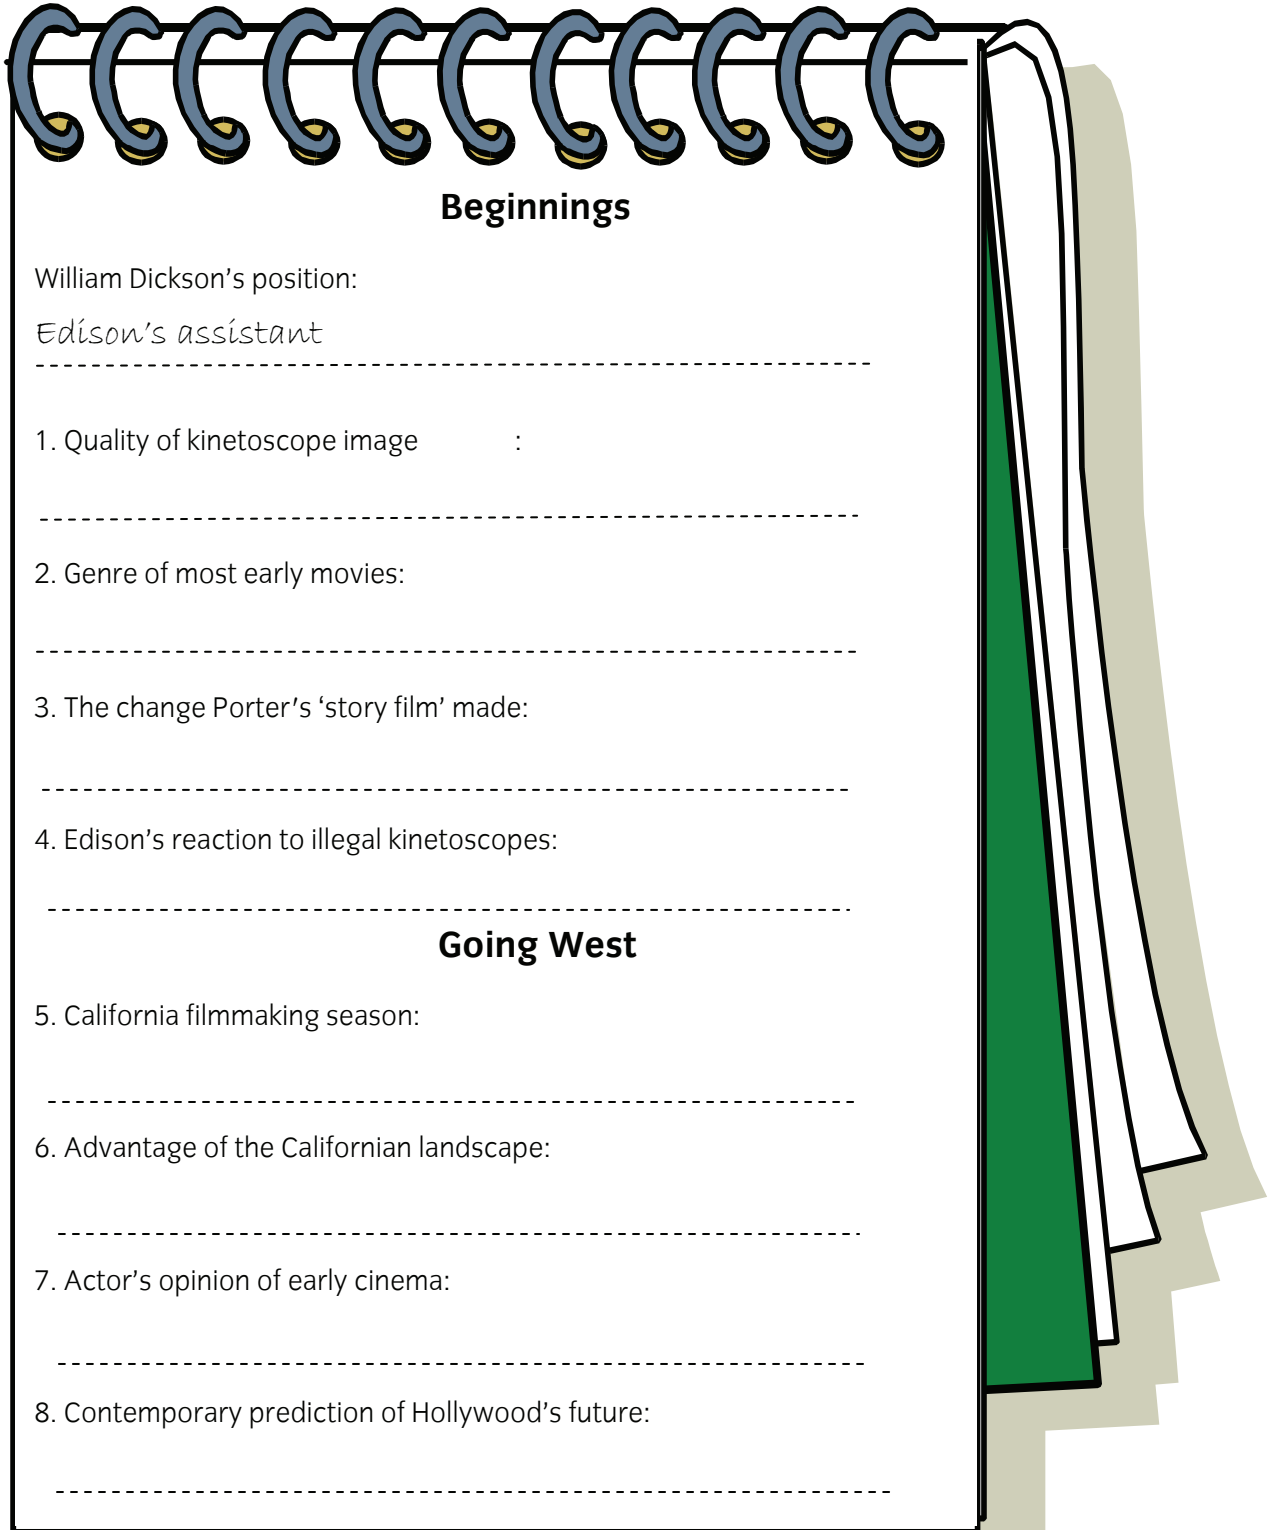 Beginnings
William Dickson’s position:
Edison’s assistant
1. Quality of kinetoscope image :
2. Genre of most early movies:
3. The change Porter’s ‘story film’ made:
4. Edison’s reaction to illegal kinetoscopes:
Going West
5. California filmmaking season:
6. Advantage of the Californian landscape:
7. Actor’s opinion of early cinema:
8. Contemporary prediction of Hollywood’s future: